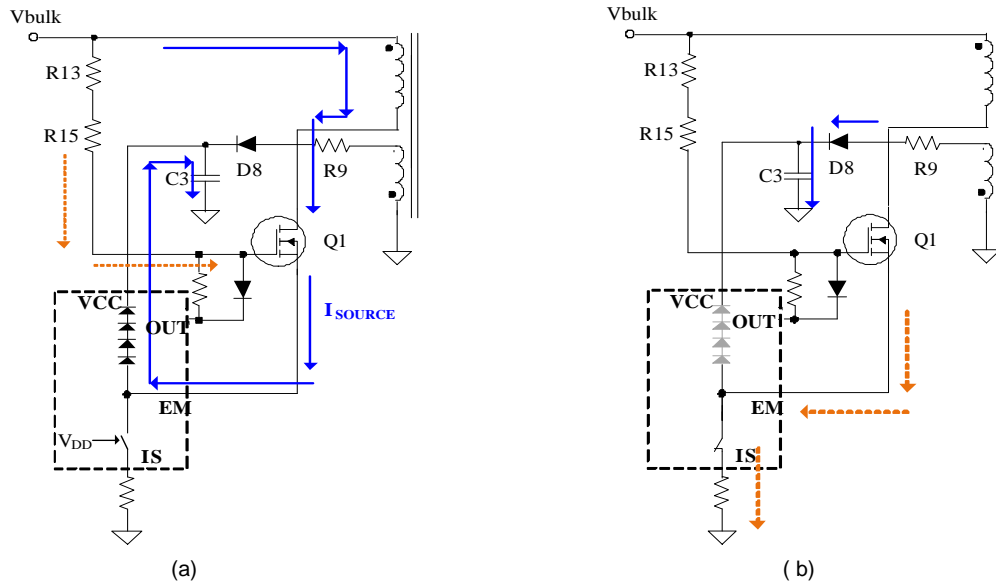 Vbulk
R13
R15
D8
R9
C3
Q1
VCC
OUT
I SOURCE
EM
VDD
IS
(a)
Vbulk
R13
R15
D8
R9
C3
Q1
VCC
OUT
EM
IS
( b)